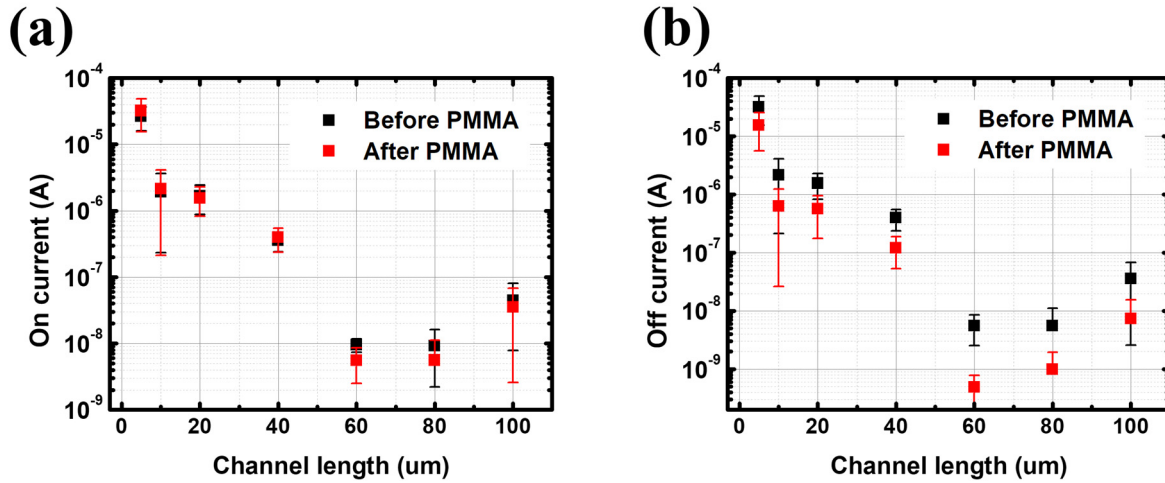 (a)
On current (A)
10^-4
10^-5
10^-6
10^-7
10^-8
10^-9
Before PMMA
After PMMA
0 20 40 60 80 100
Channel length (um)
(b)
Off current (A)
10^-4
10^-5
10^-6
10^-7
10^-8
10^-9
Before PMMA
After PMMA
0 20 40 60 80 100
Channel length (um)